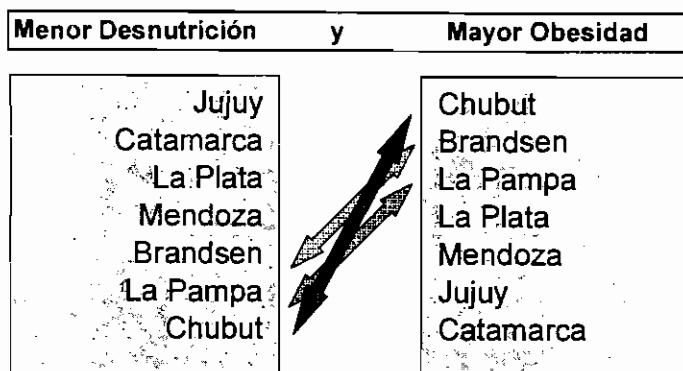 Menor Desnutrición y Mayor Obesidad
Jujuy
Catamarca
La Plata
Mendoza
Brandsen
La Pampa
Chubut
Chubut
Brandsen
La Pampa
La Plata
Mendoza
Jujuy
Catamarca